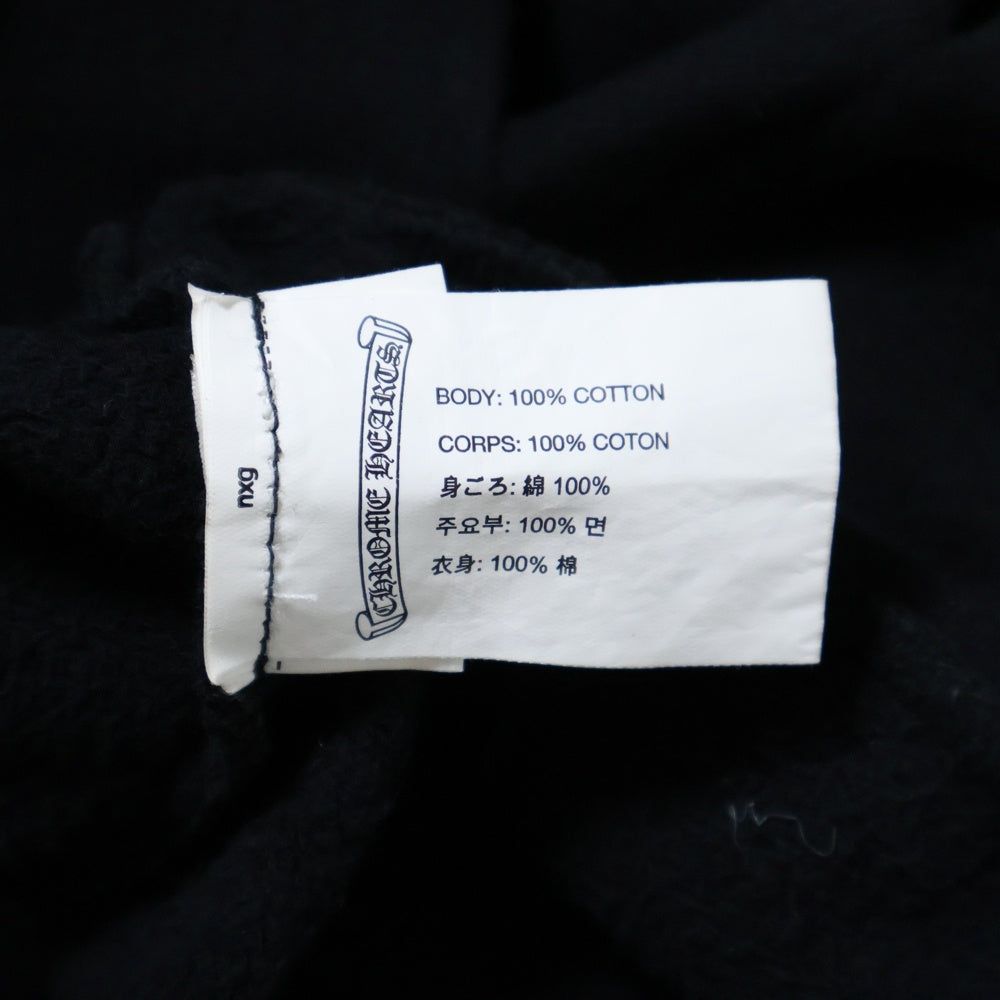 nxg
CHROME HEARTS
BODY: 100% COTTON
CORPS: 100% COTON
身ごろ: 綿 100%
주요부: 100% 면
衣身: 100% 棉